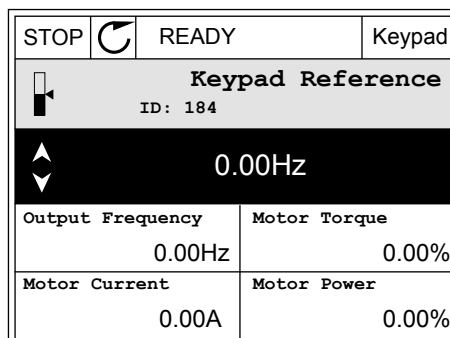 STOP READY Keypad
Keypad Reference
ID: 184
0.00Hz
Output Frequency Motor Torque
0.00Hz 0.00%
Motor Current Motor Power
0.00A 0.00%